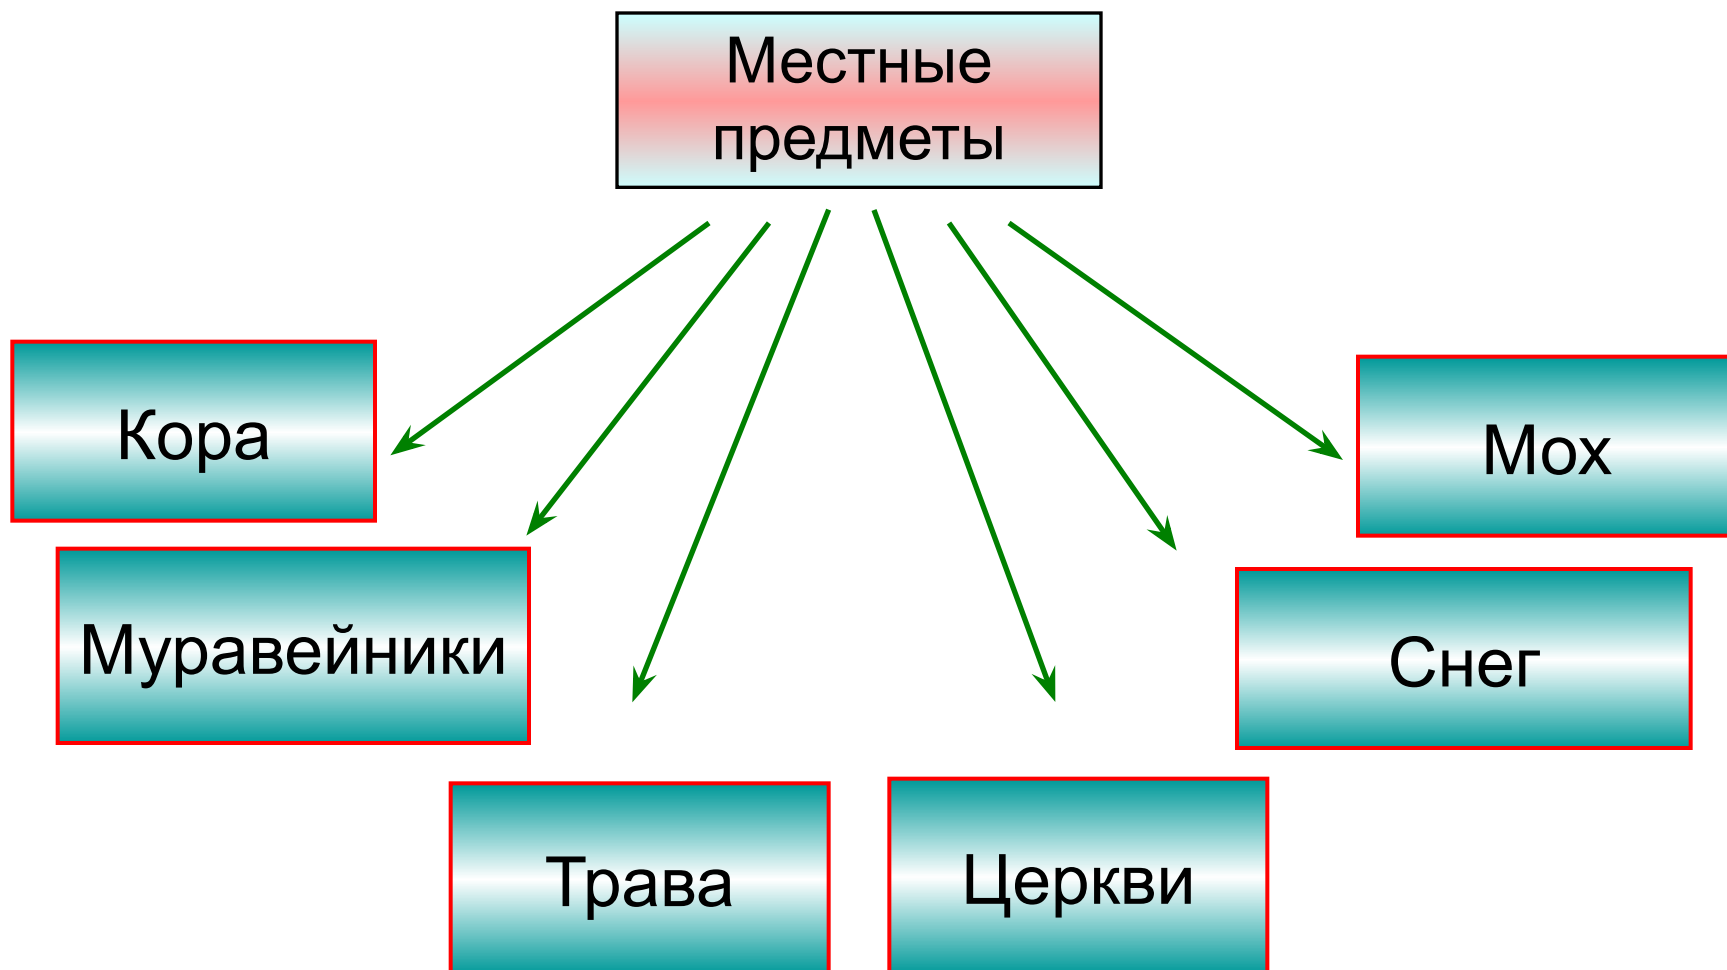 Местные
предметы
Кора
Мох
Муравейники
Снег
Трава
Церкви